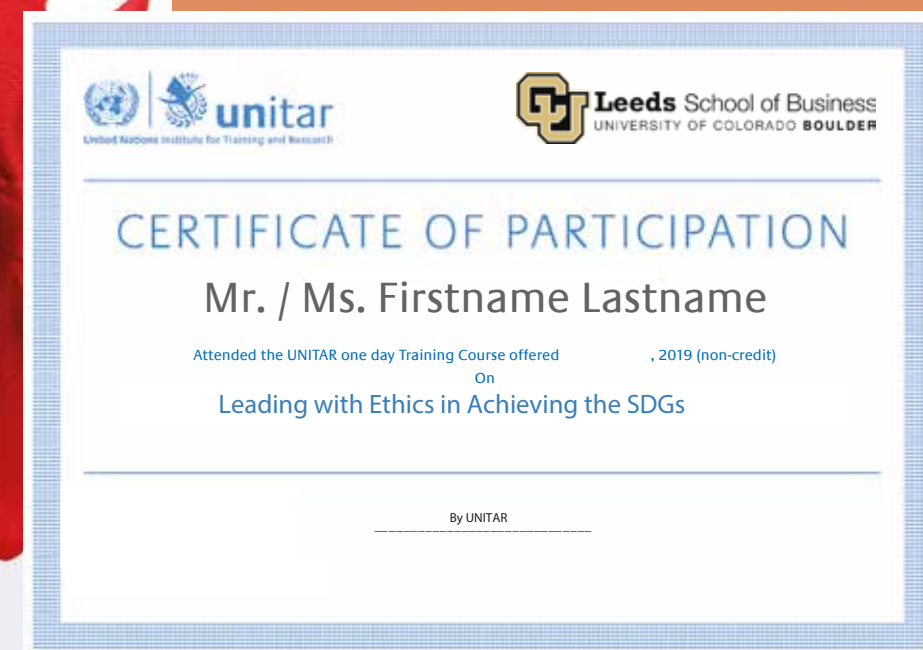 unitar
United Nations Institute for Training and Research
CU
Leeds School of Business
UNIVERSITY OF COLORADO BOULDER
CERTIFICATE OF PARTICIPATION
Mr. / Ms. Firstname Lastname
Attended the UNITAR one day Training Course offered , 2019 (non-credit)
On
Leading with Ethics in Achieving the SDGs
By UNITAR